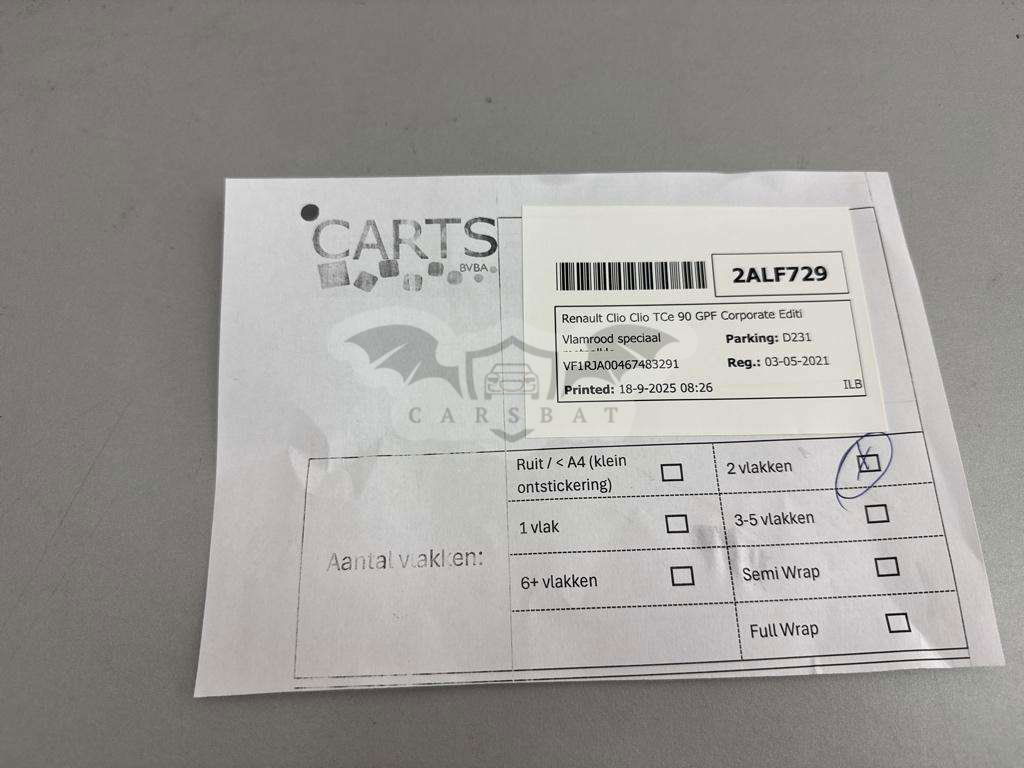 CARTS
BVBA
2ALF729
Renault Clio Clio TCe 90 GPF Corporate Editi
Vlamrood speciaal
Parking: D231
VF1RJA00467483291
Reg.: 03-05-2021
Printed: 18-9-2025 08:26
ILB
CARSBAT
Aantal vlakken:
Ruit / < A4 (klein
ontstickering)
2 vlakken
X
1 vlak
3-5 vlakken
6+ vlakken
Semi Wrap
Full Wrap